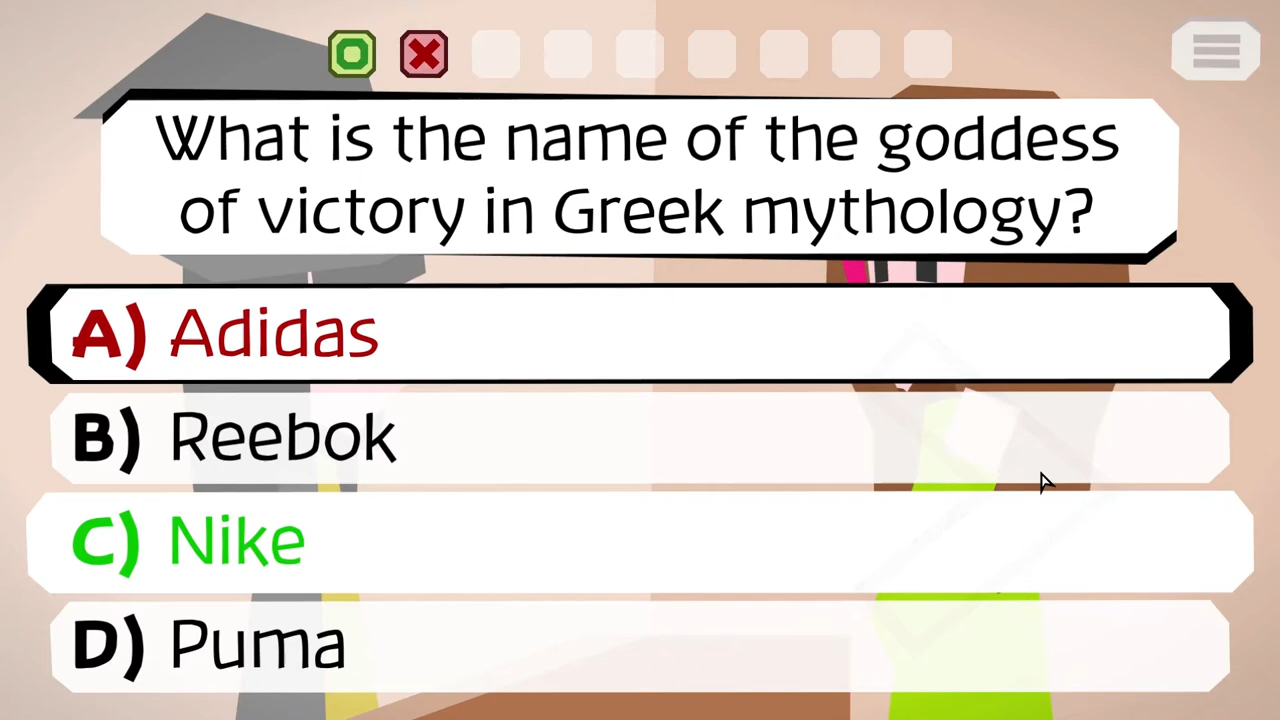 What is the name of the goddess
of victory in Greek mythology?
A) Adidas
B) Reebok
C) Nike
D) Puma